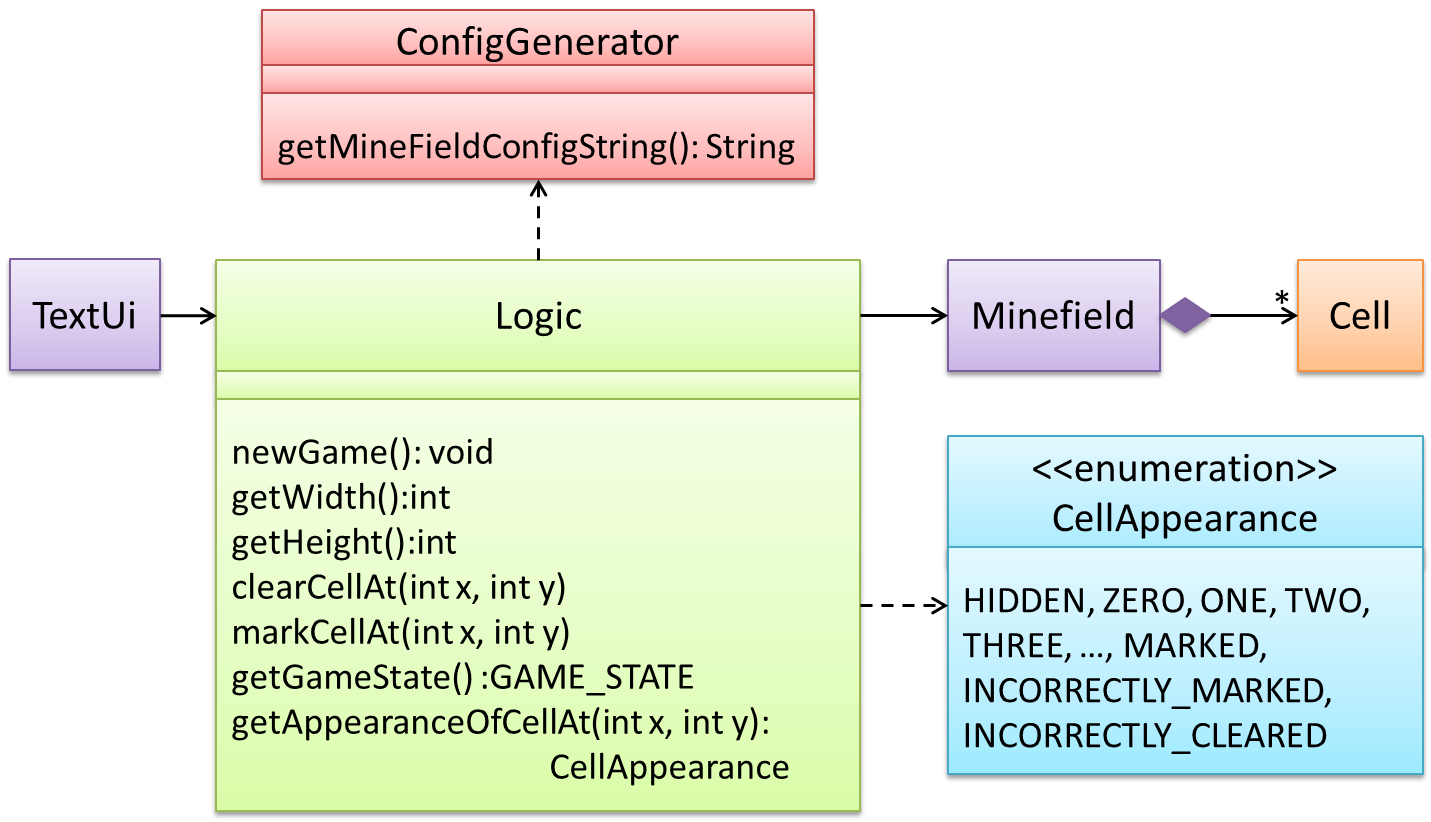 ConfigGenerator
getMineFieldConfigString(): String
TextUi
Logic
newGame(): void
getWidth():int
getHeight():int
clearCellAt(int x, int y)
markCellAt(int x, int y)
getGameState() :GAME_STATE
getAppearanceOfCellAt(int x, int y):
CellAppearance
Minefield
*
Cell
<<enumeration>>
CellAppearance
HIDDEN, ZERO, ONE, TWO,
THREE, …, MARKED,
INCORRECTLY_MARKED,
INCORRECTLY_CLEARED